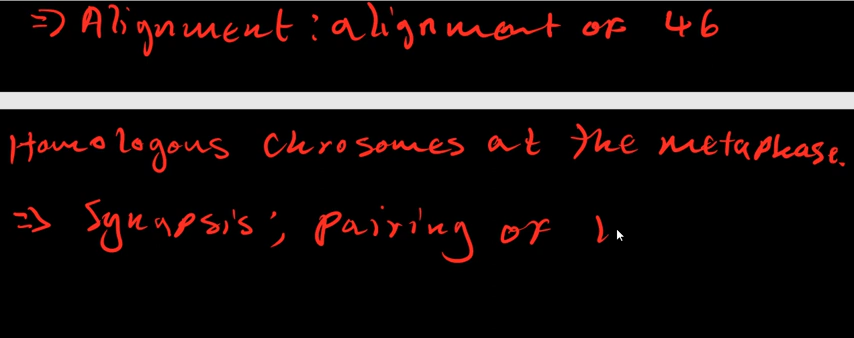 => Alignment : alignment of 46
Homologous Chrosomes at the metaphase.
=> Synapsis ; pairing of